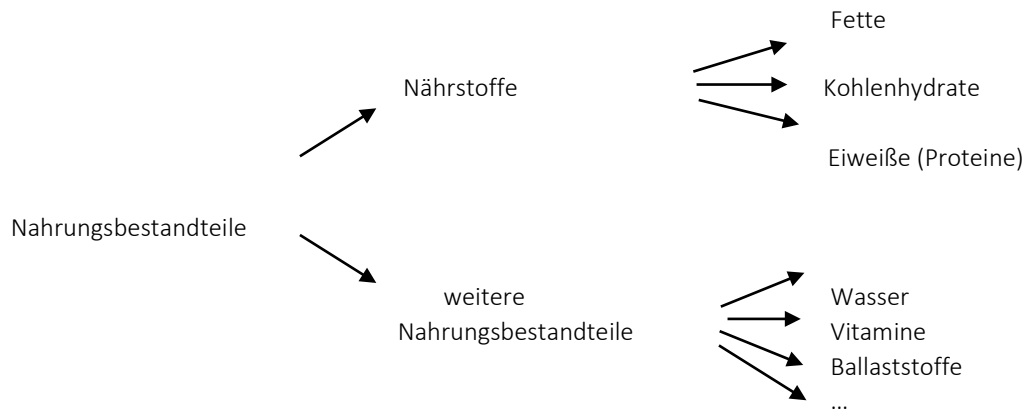 Fette
Nährstoffe
Kohlenhydrate
Eiweiße (Proteine)
Nahrungsbestandteile
weitere
Nahrungsbestandteile
Wasser
Vitamine
Ballaststoffe
...